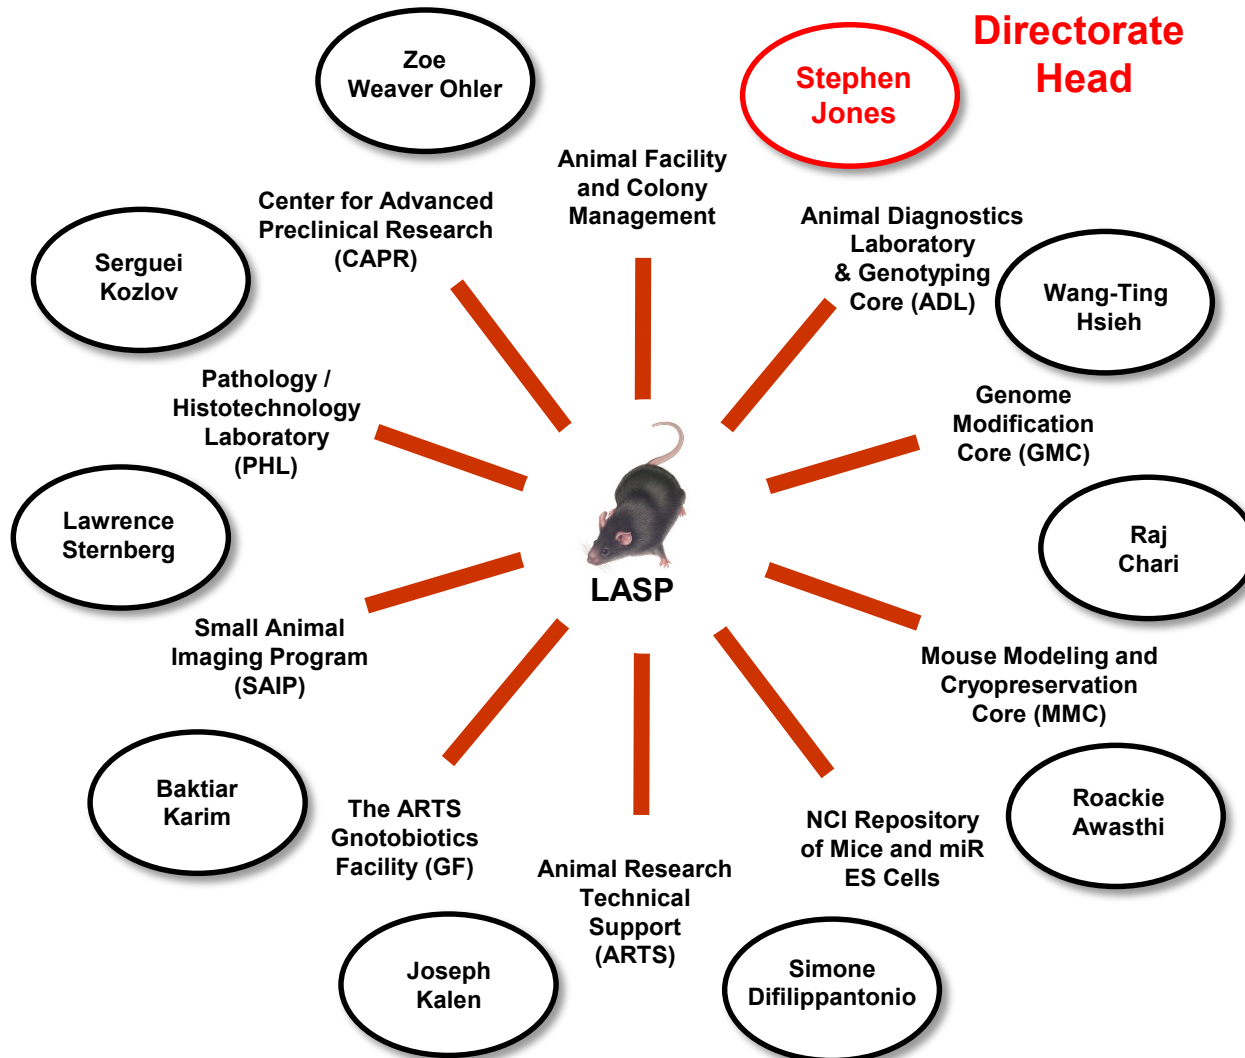 Directorate
Head
Zoe
Weaver Ohler
Stephen
Jones
Animal Facility
and Colony
Management
Center for Advanced
Preclinical Research
(CAPR)
Animal Diagnostics
Laboratory
& Genotyping
Core (ADL)
Serguei
Kozlov
Wang-Ting
Hsieh
Pathology /
Histotechnology
Laboratory
(PHL)
Genome
Modification
Core (GMC)
Lawrence
Sternberg
Raj
Chari
LASP
Small Animal
Imaging Program
(SAIP)
Mouse Modeling and
Cryopreservation
Core (MMC)
Baktiar
Karim
Roackie
Awasthi
The ARTS
Gnotobiotics
Facility (GF)
NCI Repository
of Mice and miR
ES Cells
Animal Research
Technical
Support
(ARTS)
Joseph
Kalen
Simone
Difilippantonio